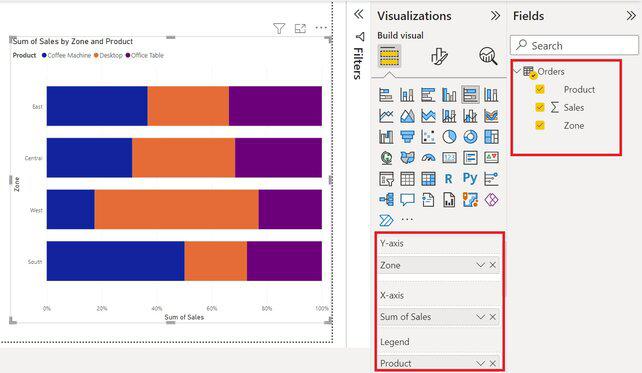 Sum of Sales by Zone and Product
Product Coffee Machine Desktop Office Table
East
Central
West
South
Zone
0% 20% 40% 60% 80% 100%
Sum of Sales
Filters
Visualizations
Build visual
123
R Py
Y-axis
Zone
X-axis
Sum of Sales
Legend
Product
Fields
Search
Orders
Product
Sales
Zone